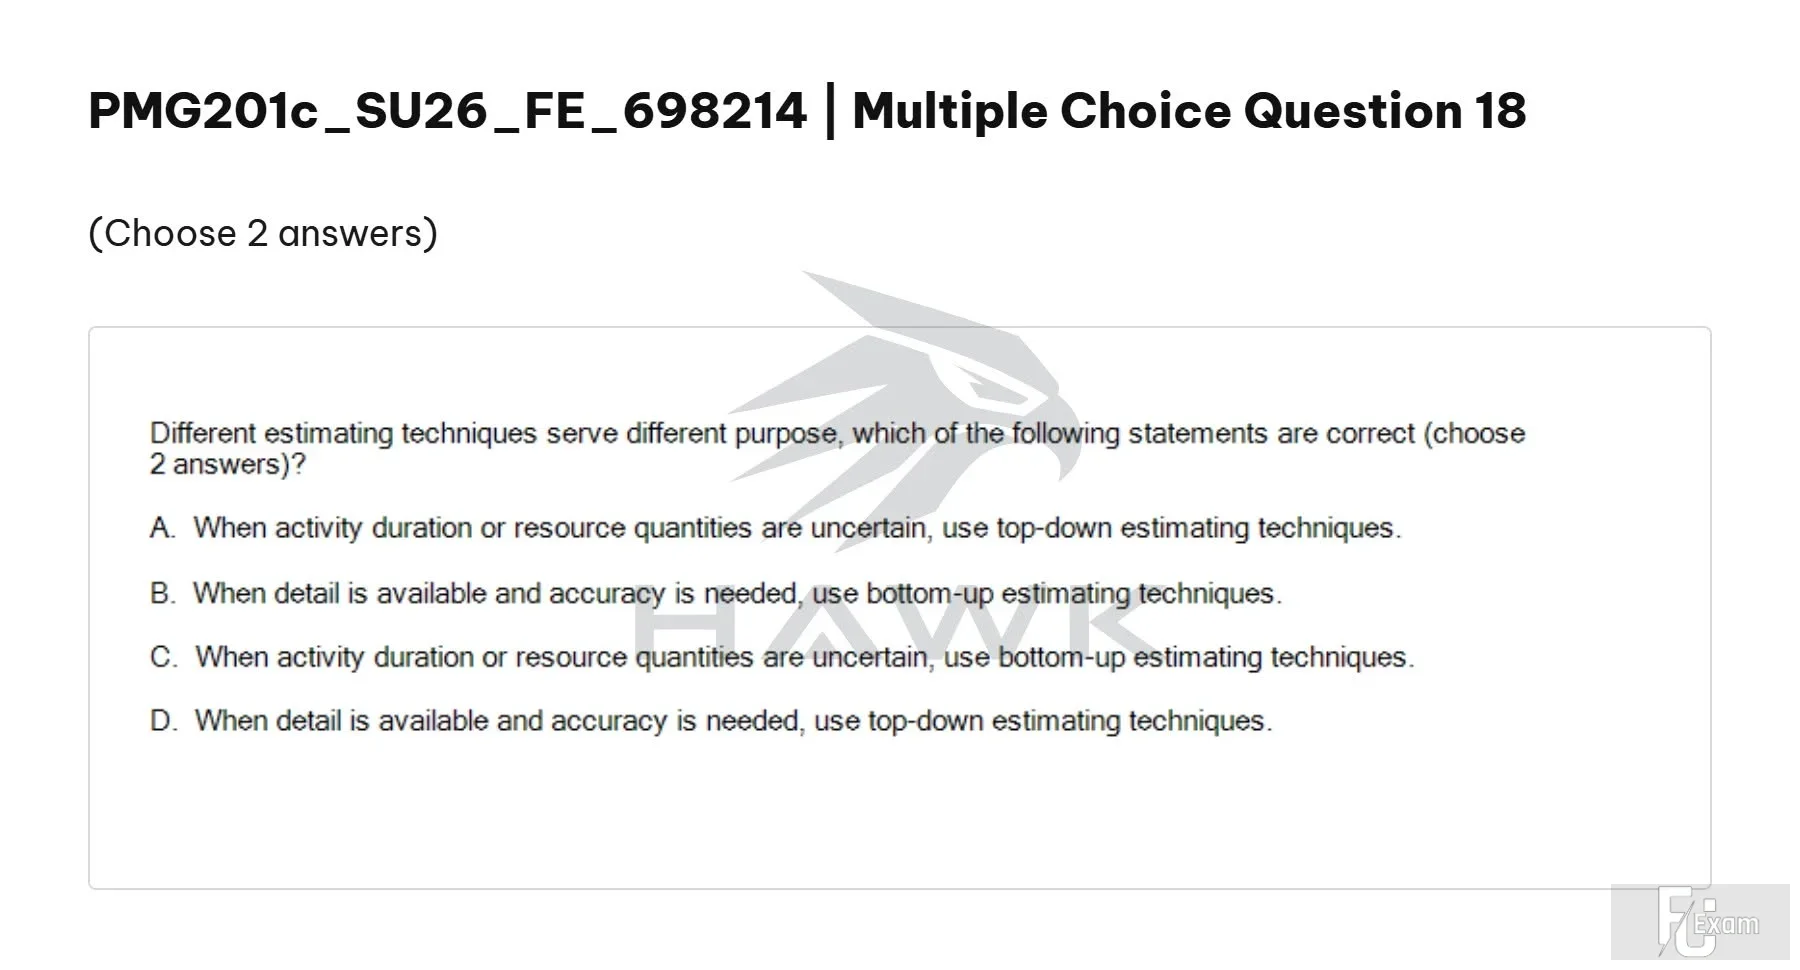 PMG201c_SU26_FE_698214 | Multiple Choice Question 18
(Choose 2 answers)
Different estimating techniques serve different purpose, which of the following statements are correct (choose
2 answers)?
A. When activity duration or resource quantities are uncertain, use top-down estimating techniques.
B. When detail is available and accuracy is needed, use bottom-up estimating techniques.
C. When activity duration or resource quantities are uncertain, use bottom-up estimating techniques.
D. When detail is available and accuracy is needed, use top-down estimating techniques.
HAWK
FU Exam